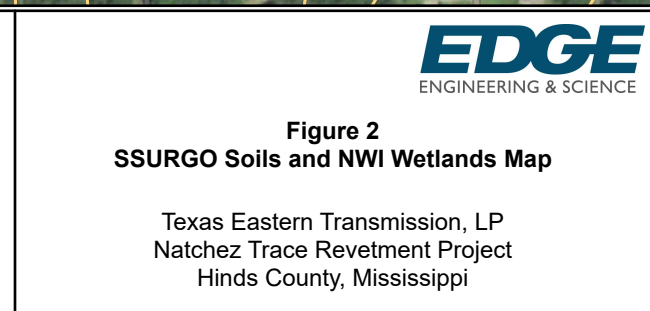 EDGE
ENGINEERING & SCIENCE
Figure 2
SSURGO Soils and NWI Wetlands Map
Texas Eastern Transmission, LP
Natchez Trace Revetment Project
Hinds County, Mississippi